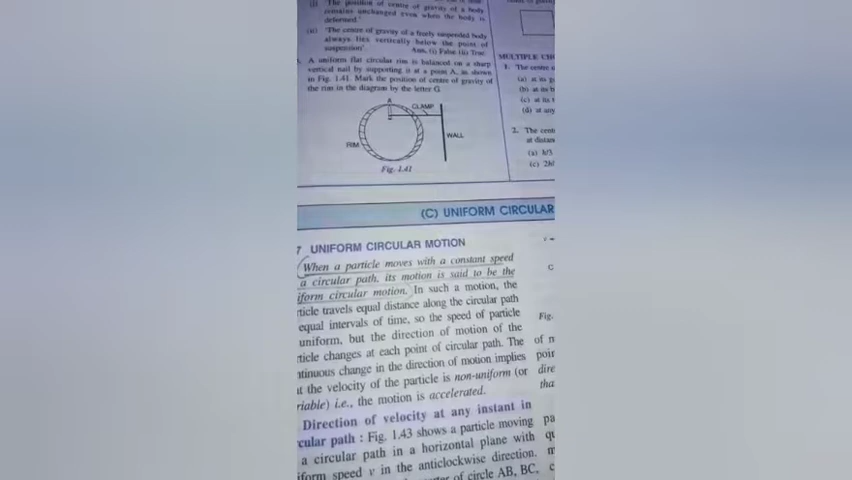 (i) 'The position of centre of gravity of a body
remains unchanged even when the body is
deformed.'
(ii) 'The centre of gravity of a freely suspended body
always lies vertically below the point of
suspension'.
Ans. (i) False (ii) True
A uniform flat circular rim is balanced on a sharp
vertical nail by supporting it at a point A, as shown
in Fig. 1.41. Mark the position of centre of gravity of
the rim in the diagram by the letter G.
A
CLAMP
WALL
RIM
Fig. 1.41
MULTIPLE CH
1. The centre o
(a) at its g
(b) at its b
(c) at its t
(d) at any
2. The cent
at distan
(a) h/3
(c) 2h/
(C) UNIFORM CIRCULAR
7 UNIFORM CIRCULAR MOTION
When a particle moves with a constant speed
a circular path, its motion is said to be the
iform circular motion. In such a motion, the
rticle travels equal distance along the circular path
equal intervals of time, so the speed of particle
uniform, but the direction of motion of the
rticle changes at each point of circular path. The
ntinuous change in the direction of motion implies
at the velocity of the particle is non-uniform (or
riable) i.e., the motion is accelerated.
Direction of velocity at any instant in
cular path : Fig. 1.43 shows a particle moving
a circular path in a horizontal plane with
iform speed v in the anticlockwise direction.
of circle AB, BC,
Fig.
of n
poir
dire
tha
pa
qu